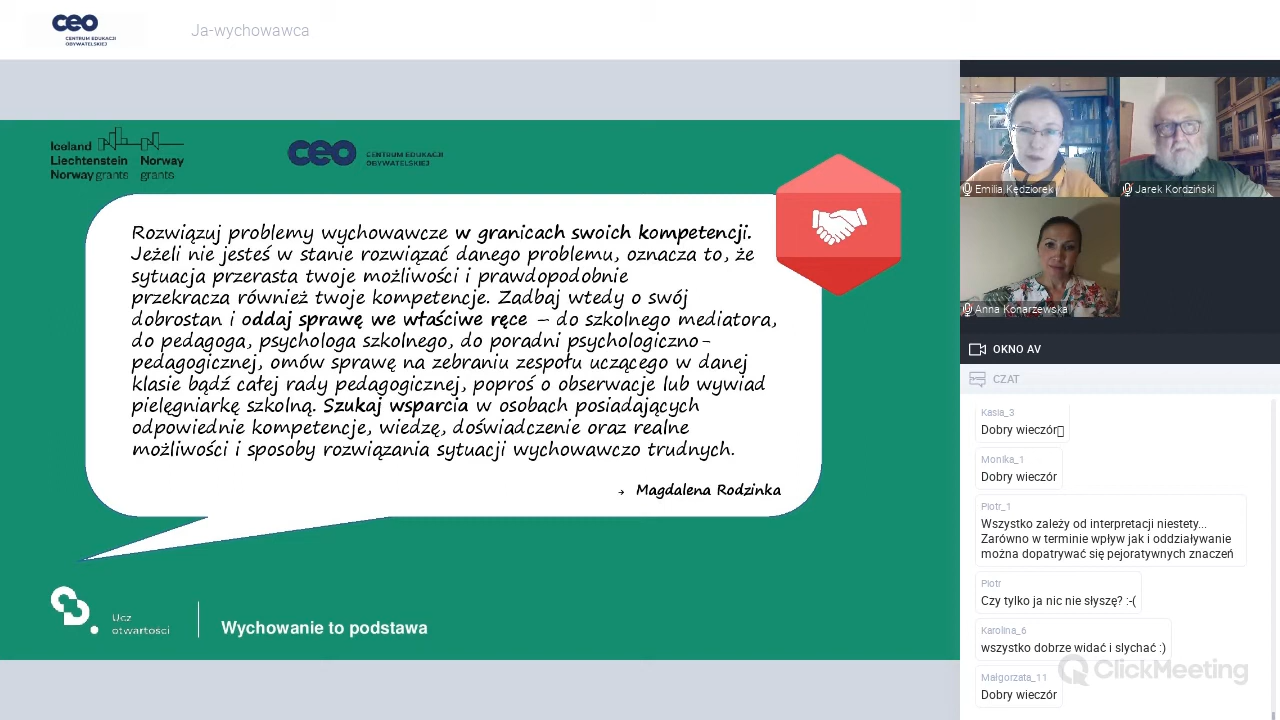 ceo
CENTRUM EDUKACJI
OBYWATELSKIEJ
Ja-wychowawca
Iceland
Liechtenstein
Norway grants
Norway
grants
ceo
CENTRUM EDUKACJI
OBYWATELSKIEJ
Rozwiązuj problemy wychowawcze w granicach swoich kompetencji.
Jeżeli nie jesteś w stanie rozwiązać danego problemu, oznacza to, że
sytuacja przerasta twoje możliwości i prawdopodobnie
przekracza również twoje kompetencje. Zadbaj wtedy o swój
dobrostan i oddaj sprawę we właściwe ręce – do szkolnego mediatora,
do pedagoga, psychologa szkolnego, do poradni psychologiczno-
pedagogicznej, omów sprawę na zebraniu zespołu uczącego w danej
klasie bądź całej rady pedagogicznej, poproś o obserwacje lub wywiad
pielęgniarkę szkolną. Szukaj wsparcia w osobach posiadających
odpowiednie kompetencje, wiedzę, doświadczenie oraz realne
możliwości i sposoby rozwiązania sytuacji wychowawczo trudnych.
→ Magdalena Rodzinka
Ucz
otwartości
Wychowanie to podstawa
Emilia Kędziorek
Jarek Kordziński
Anna Konarzewska
OKNO AV
CZAT
Kasia_3
Dobry wieczór
Monika_1
Dobry wieczór
Piotr_1
Wszystko zależy od interpretacji niestety...
Zarówno w terminie wpływ jak i oddziaływanie
można dopatrywać się pejoratywnych znaczeń
Piotr
Czy tylko ja nic nie słyszę? :-(
Karolina_6
wszystko dobrze widać i slychać :)
Małgorzata_11
Dobry wieczór
ClickMeeting